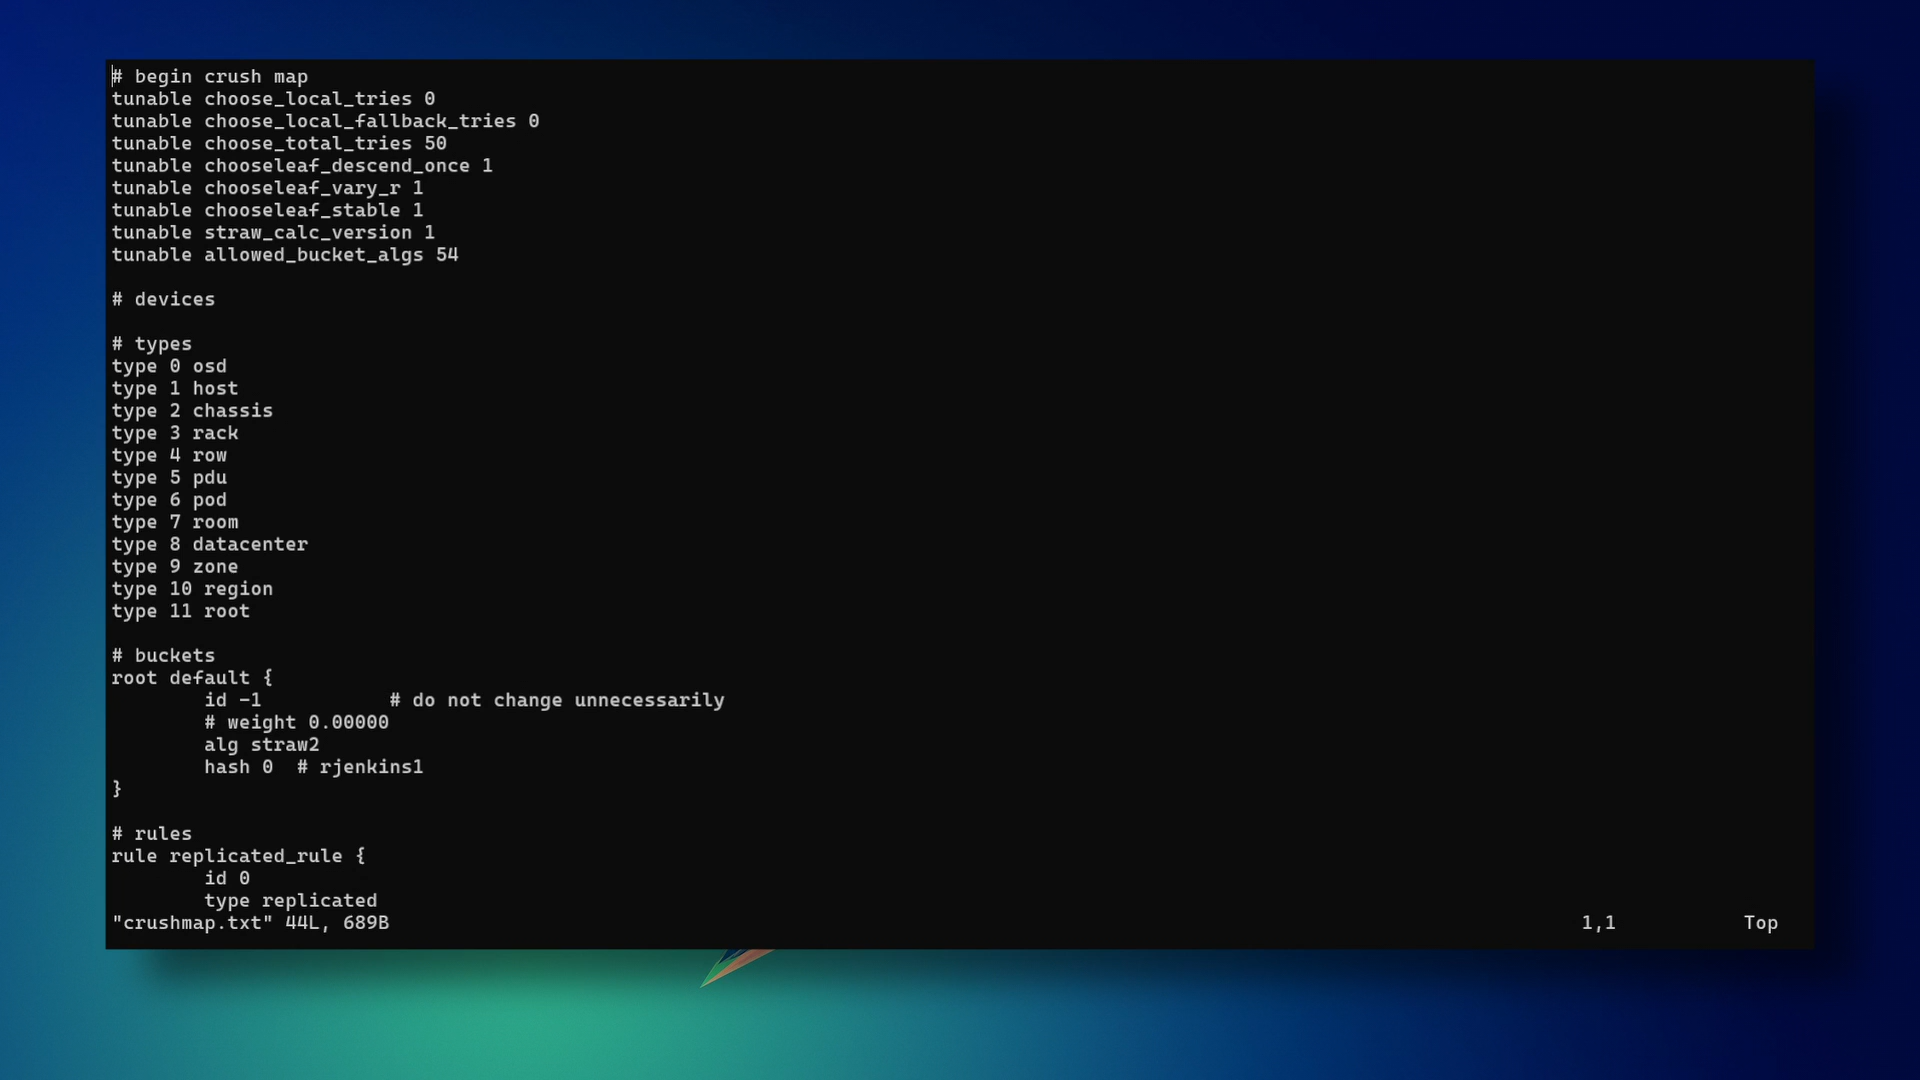 # begin crush map
tunable choose_local_tries 0
tunable choose_local_fallback_tries 0
tunable choose_total_tries 50
tunable chooseleaf_descend_once 1
tunable chooseleaf_vary_r 1
tunable chooseleaf_stable 1
tunable straw_calc_version 1
tunable allowed_bucket_algs 54

# devices

# types
type 0 osd
type 1 host
type 2 chassis
type 3 rack
type 4 row
type 5 pdu
type 6 pod
type 7 room
type 8 datacenter
type 9 zone
type 10 region
type 11 root

# buckets
root default {
        id -1           # do not change unnecessarily
        # weight 0.00000
        alg straw2
        hash 0  # rjenkins1
}

# rules
rule replicated_rule {
        id 0
        type replicated
"crushmap.txt" 44L, 689B          1,1           Top